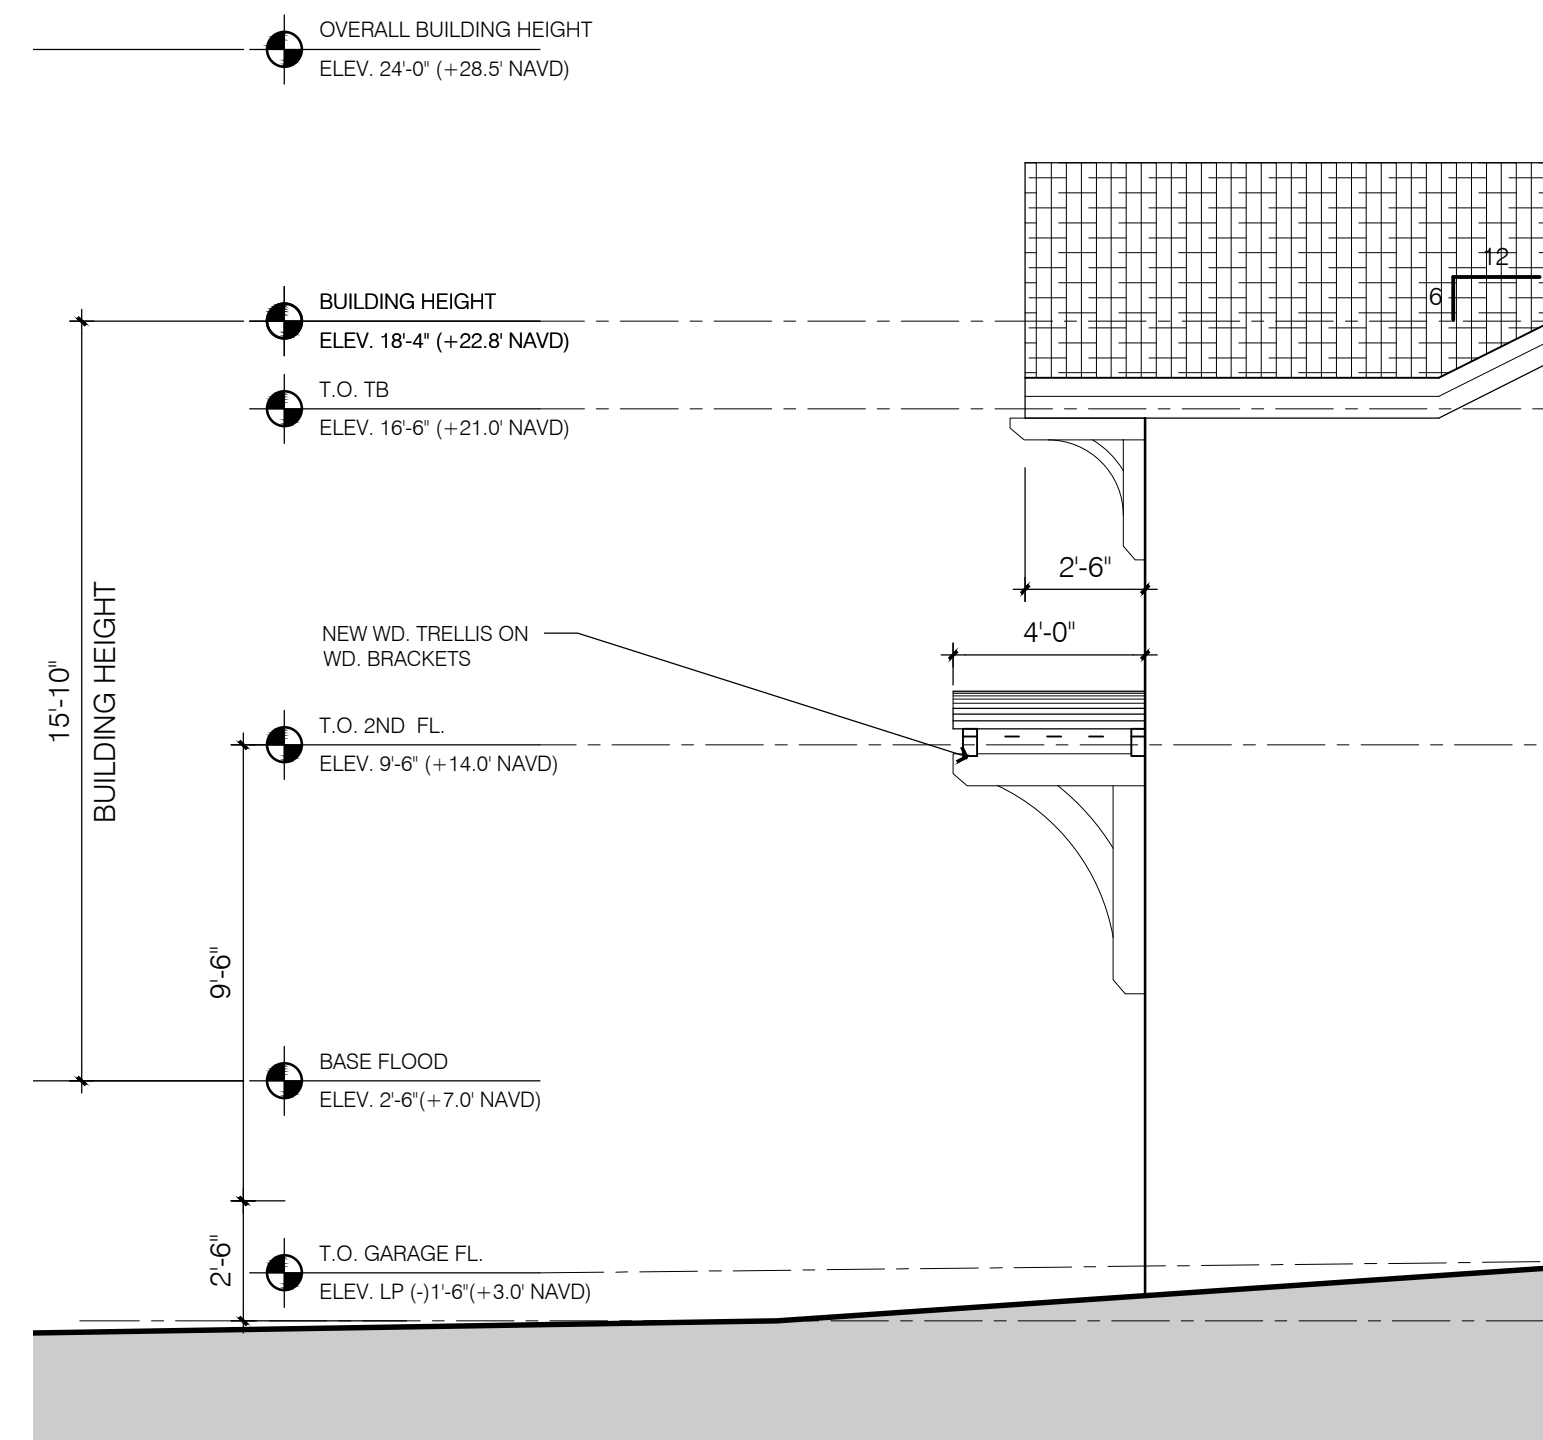 OVERALL BUILDING HEIGHT
ELEV. 24'-0" (+28.5' NAVD)
12
6
BUILDING HEIGHT
ELEV. 18'-4" (+22.8' NAVD)
T.O. TB
ELEV. 16'-6" (+21.0' NAVD)
2'-6"
4'-0"
NEW WD. TRELLIS ON
WD. BRACKETS
15'-10"
BUILDING HEIGHT
T.O. 2ND FL.
ELEV. 9'-6" (+14.0' NAVD)
9'-6"
BASE FLOOD
ELEV. 2'-6"(+7.0' NAVD)
2'-6"
T.O. GARAGE FL.
ELEV. LP (-)1'-6"(+3.0' NAVD)